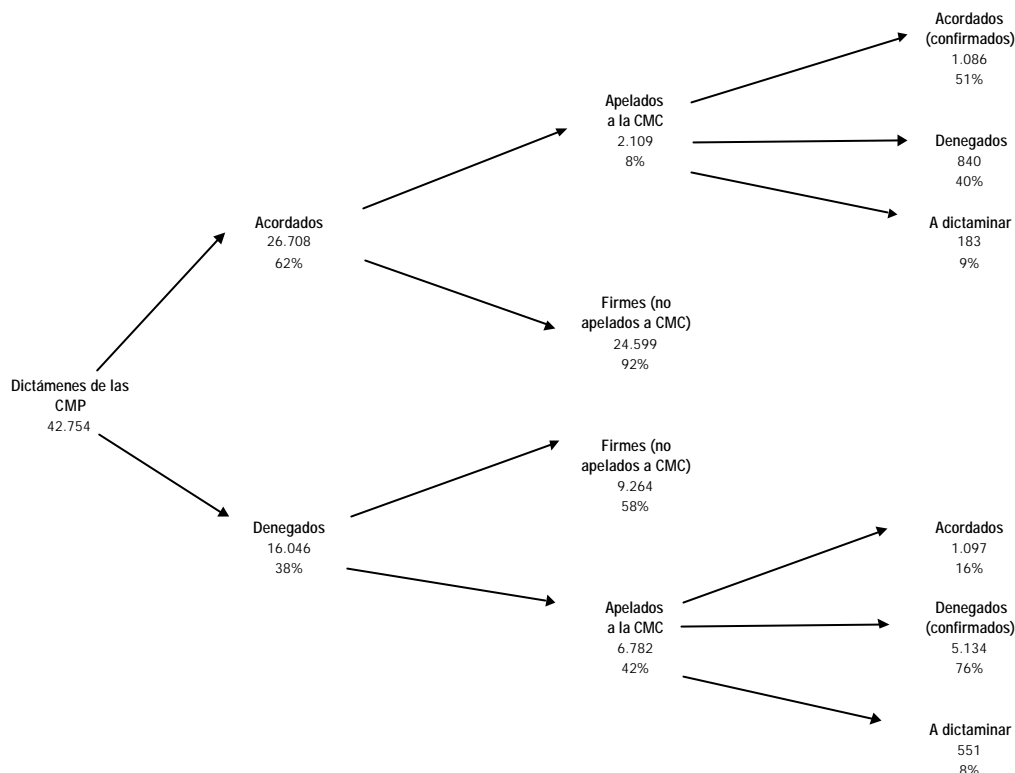 Acordados
(confirmados)
1.086
51%
Apelados
a la CMC
2.109
8%
Denegados
840
40%
A dictaminar
183
9%
Acordados
26.708
62%
Firmes (no
apelados a CMC)
24.599
92%
Dictámenes de las
CMP
42.754
Firmes (no
apelados a CMC)
9.264
58%
Denegados
16.046
38%
Acordados
1.097
16%
Apelados
a la CMC
6.782
42%
Denegados
(confirmados)
5.134
76%
A dictaminar
551
8%